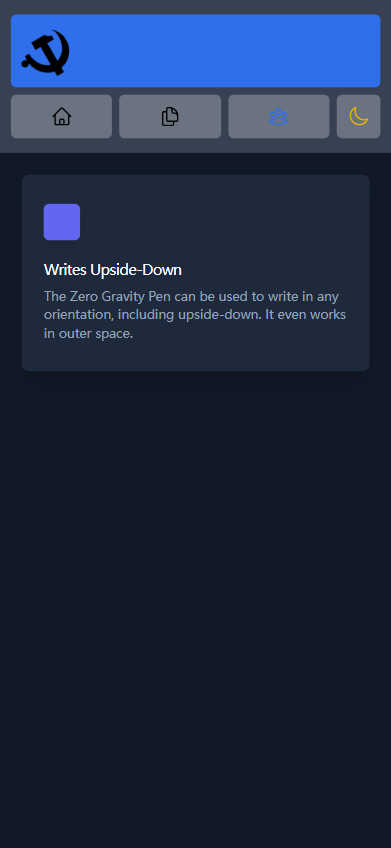 Writes Upside-Down
The Zero Gravity Pen can be used to write in any
orientation, including upside-down. It even works
in outer space.